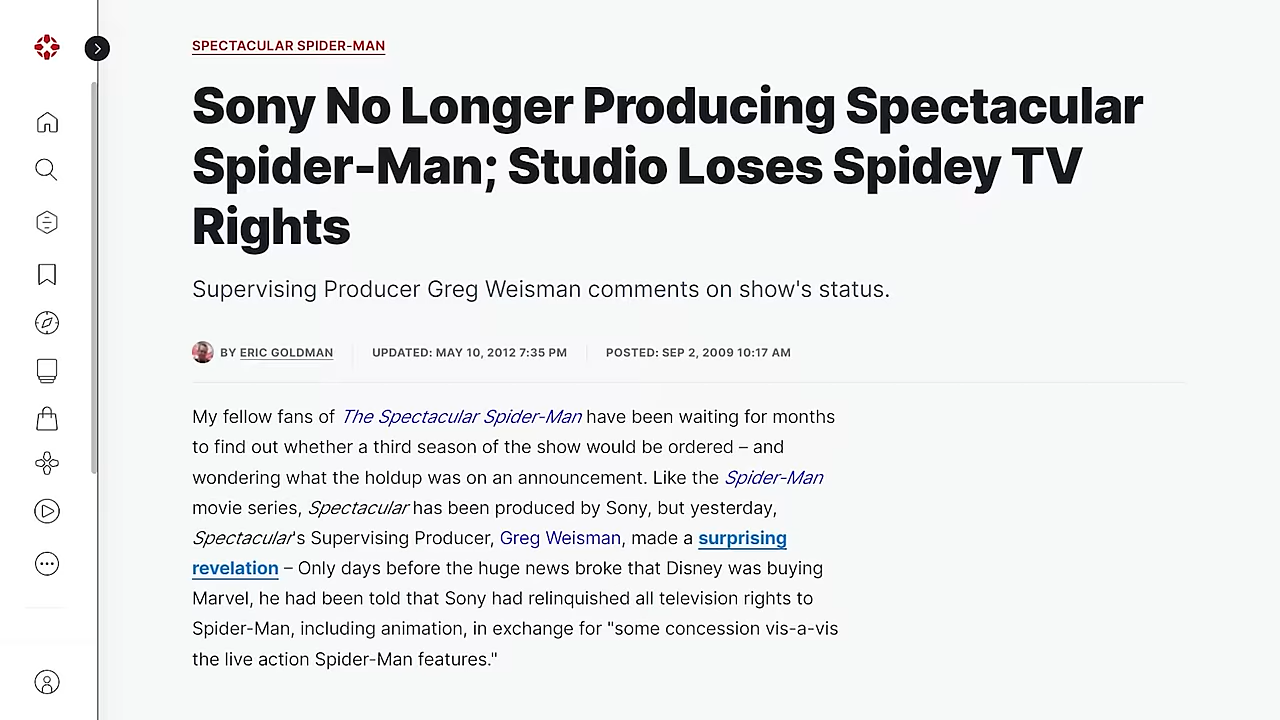 SPECTACULAR SPIDER-MAN
Sony No Longer Producing Spectacular
Spider-Man; Studio Loses Spidey TV
Rights
Supervising Producer Greg Weisman comments on show's status.
BY ERIC GOLDMAN UPDATED: MAY 10, 2012 7:35 PM POSTED: SEP 2, 2009 10:17 AM
My fellow fans of The Spectacular Spider-Man have been waiting for months
to find out whether a third season of the show would be ordered – and
wondering what the holdup was on an announcement. Like the Spider-Man
movie series, Spectacular has been produced by Sony, but yesterday,
Spectacular's Supervising Producer, Greg Weisman, made a surprising
revelation – Only days before the huge news broke that Disney was buying
Marvel, he had been told that Sony had relinquished all television rights to
Spider-Man, including animation, in exchange for "some concession vis-a-vis
the live action Spider-Man features."